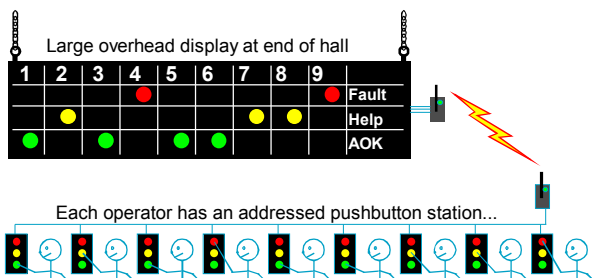 Large overhead display at end of hall
1 2 3 4 5 6 7 8 9
Fault
Help
AOK
Each operator has an addressed pushbutton station...